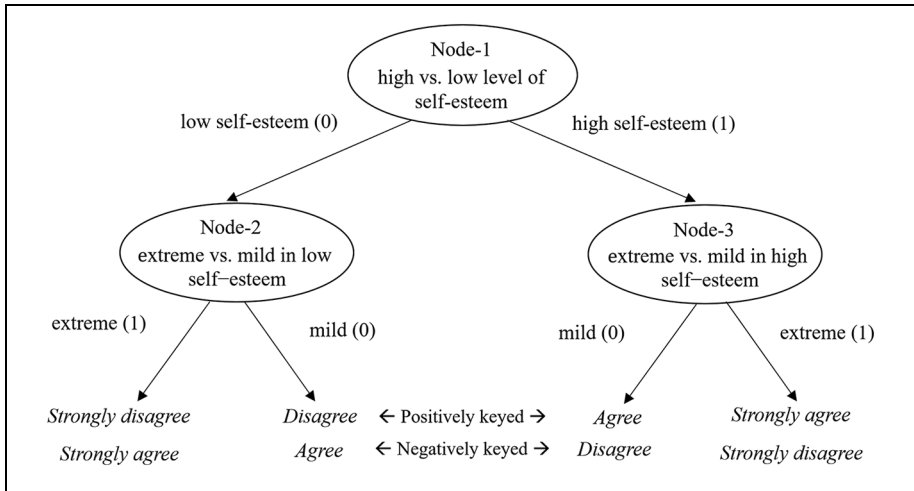 Node-1
high vs. low level of
self-esteem
low self-esteem (0)
high self-esteem (1)
Node-2
extreme vs. mild in low
self−esteem
Node-3
extreme vs. mild in high
self−esteem
extreme (1)
mild (0)
mild (0)
extreme (1)
Strongly disagree
Disagree
← Positively keyed →
Agree
Strongly agree
Strongly agree
Agree
← Negatively keyed →
Disagree
Strongly disagree